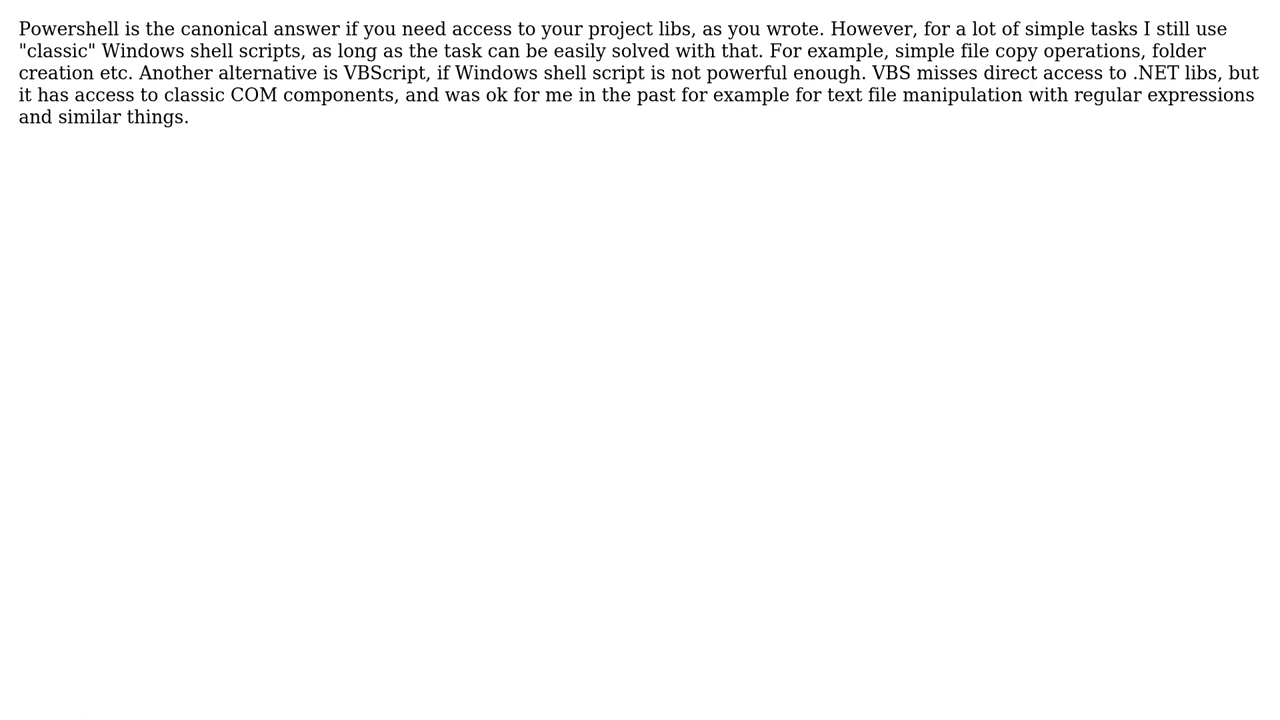 Powershell is the canonical answer if you need access to your project libs, as you wrote. However, for a lot of simple tasks I still use
"classic" Windows shell scripts, as long as the task can be easily solved with that. For example, simple file copy operations, folder
creation etc. Another alternative is VBScript, if Windows shell script is not powerful enough. VBS misses direct access to .NET libs, but
it has access to classic COM components, and was ok for me in the past for example for text file manipulation with regular expressions
and similar things.